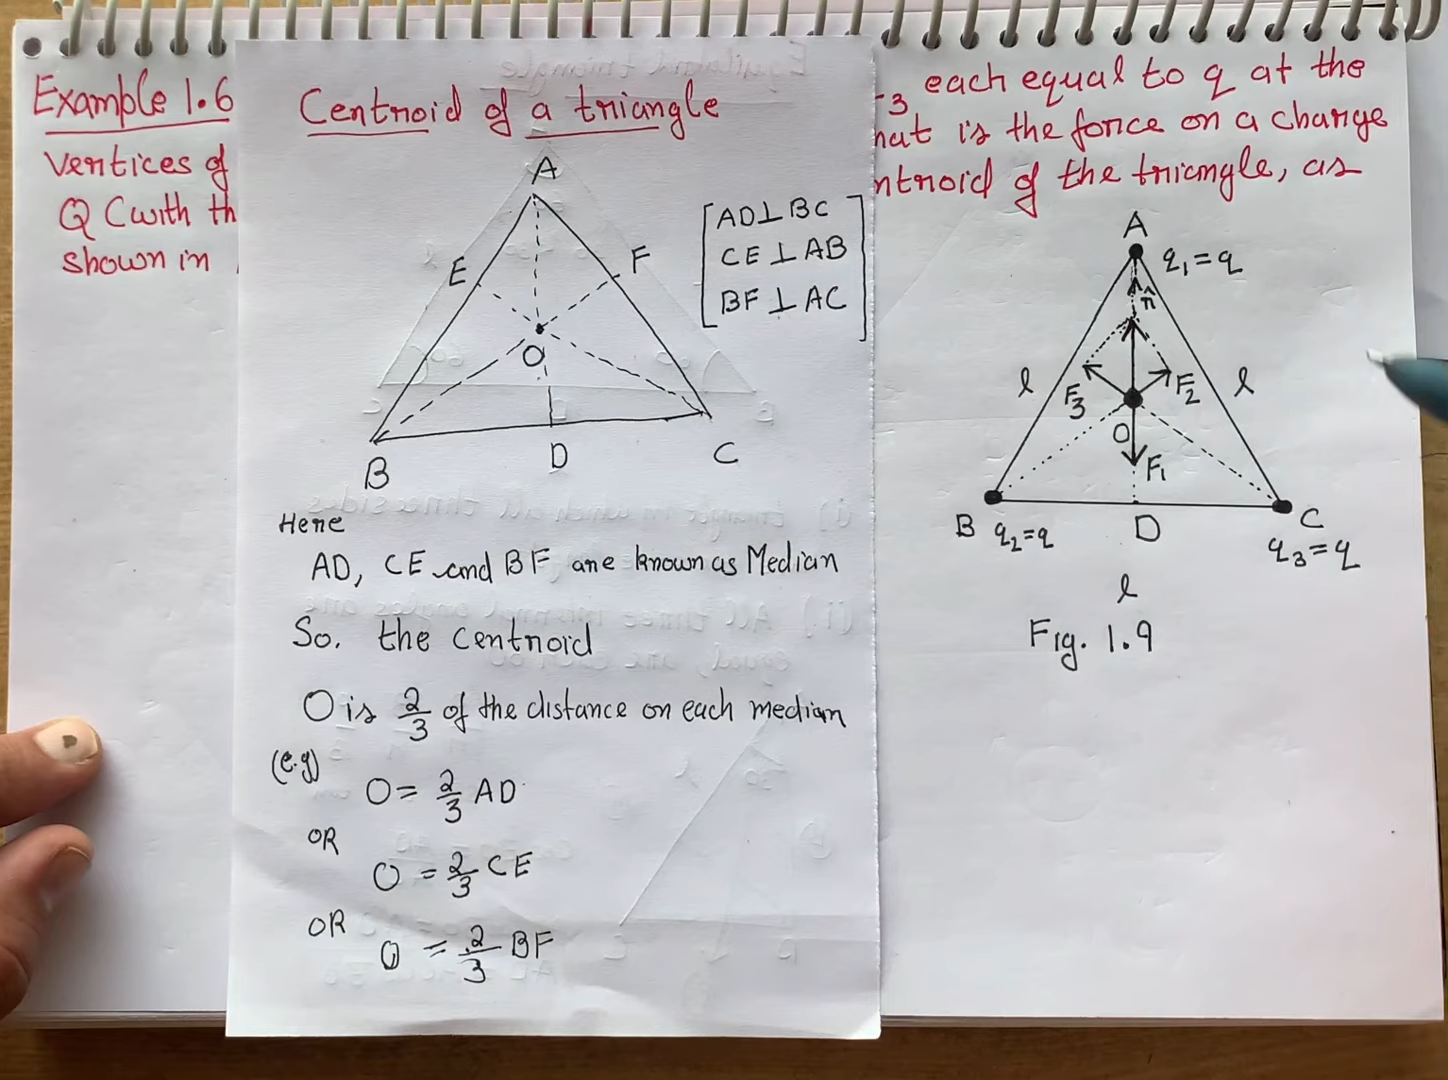 Example 1.6
vertices of
Q (with th
shown in
3 each equal to q at the
hat is the force on a charge
ntroid of the triangle, as
Centroid of a triangle
A
E
F
O
B
D
C
AD⊥BC
CE⊥AB
BF⊥AC
Here
AD, CE and BF are known as Median
So, the centroid
O is 2/3 of the distance on each median
(e.g) O = 2/3 AD
OR
O = 2/3 CE
OR
O = 2/3 BF
A
q₁=q
n̂
l
l
F₃
F₂
O
F₁
B
q₂=q
D
C
q₃=q
l
Fig. 1.9